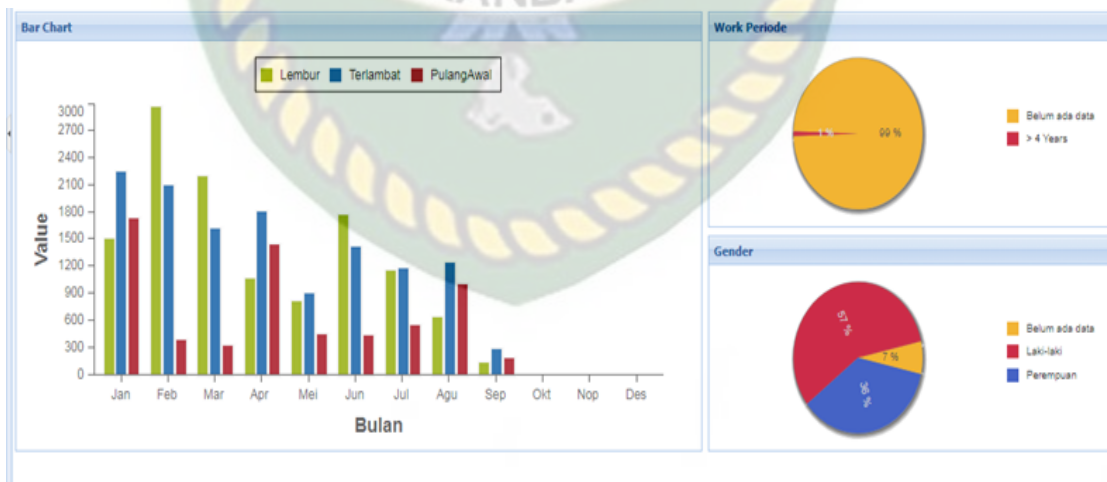 Bar Chart
Lembur Terlambat PulangAwal
3000
2700
2400
2100
1800
1500
1200
900
600
300
0
Value
Jan Feb Mar Apr Mei Jun Jul Agu Sep Okt Nop Des
Bulan
Work Periode
1 %
99 %
Belum ada data
> 4 Years
Gender
57 %
7 %
36 %
Belum ada data
Laki-laki
Perempuan